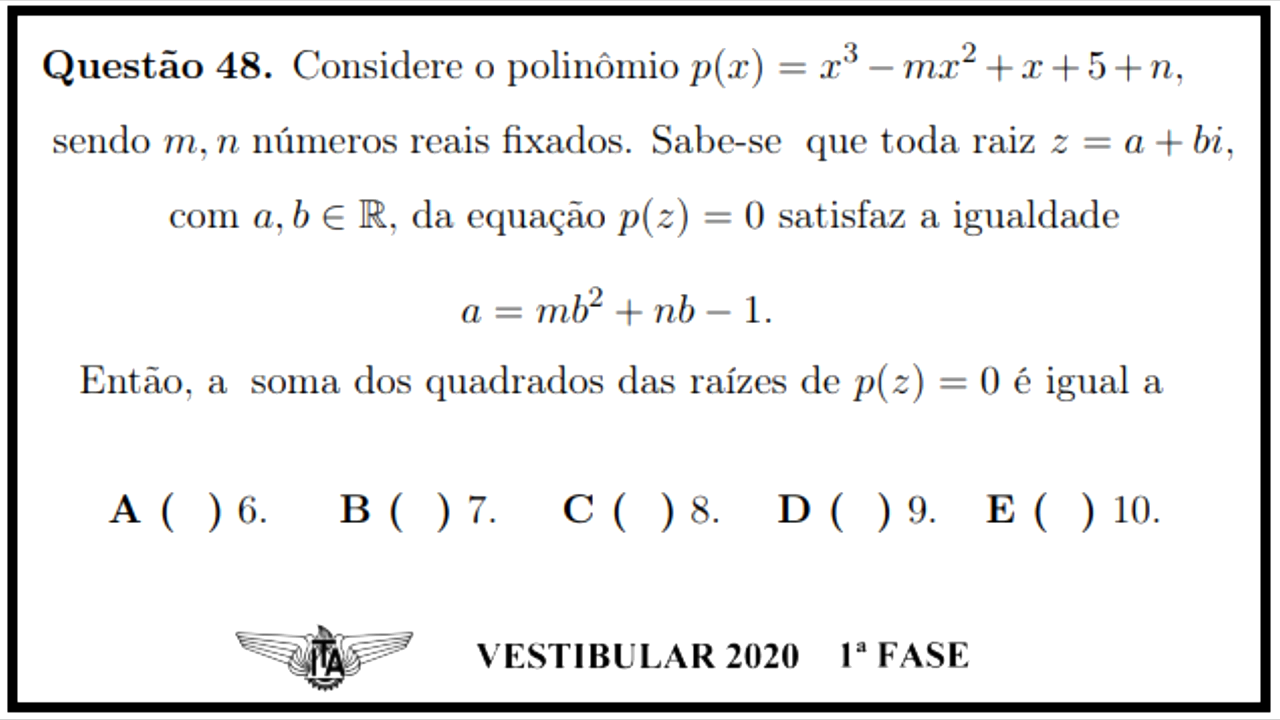 Questão 48. Considere o polinômio p(x) = x³ − mx² + x + 5 + n,
sendo m, n números reais fixados. Sabe-se que toda raiz z = a + bi,
com a, b ∈ ℝ, da equação p(z) = 0 satisfaz a igualdade
a = mb² + nb − 1.
Então, a soma dos quadrados das raízes de p(z) = 0 é igual a
A ( ) 6. B ( ) 7. C ( ) 8. D ( ) 9. E ( ) 10.
ITA VESTIBULAR 2020 1ª FASE